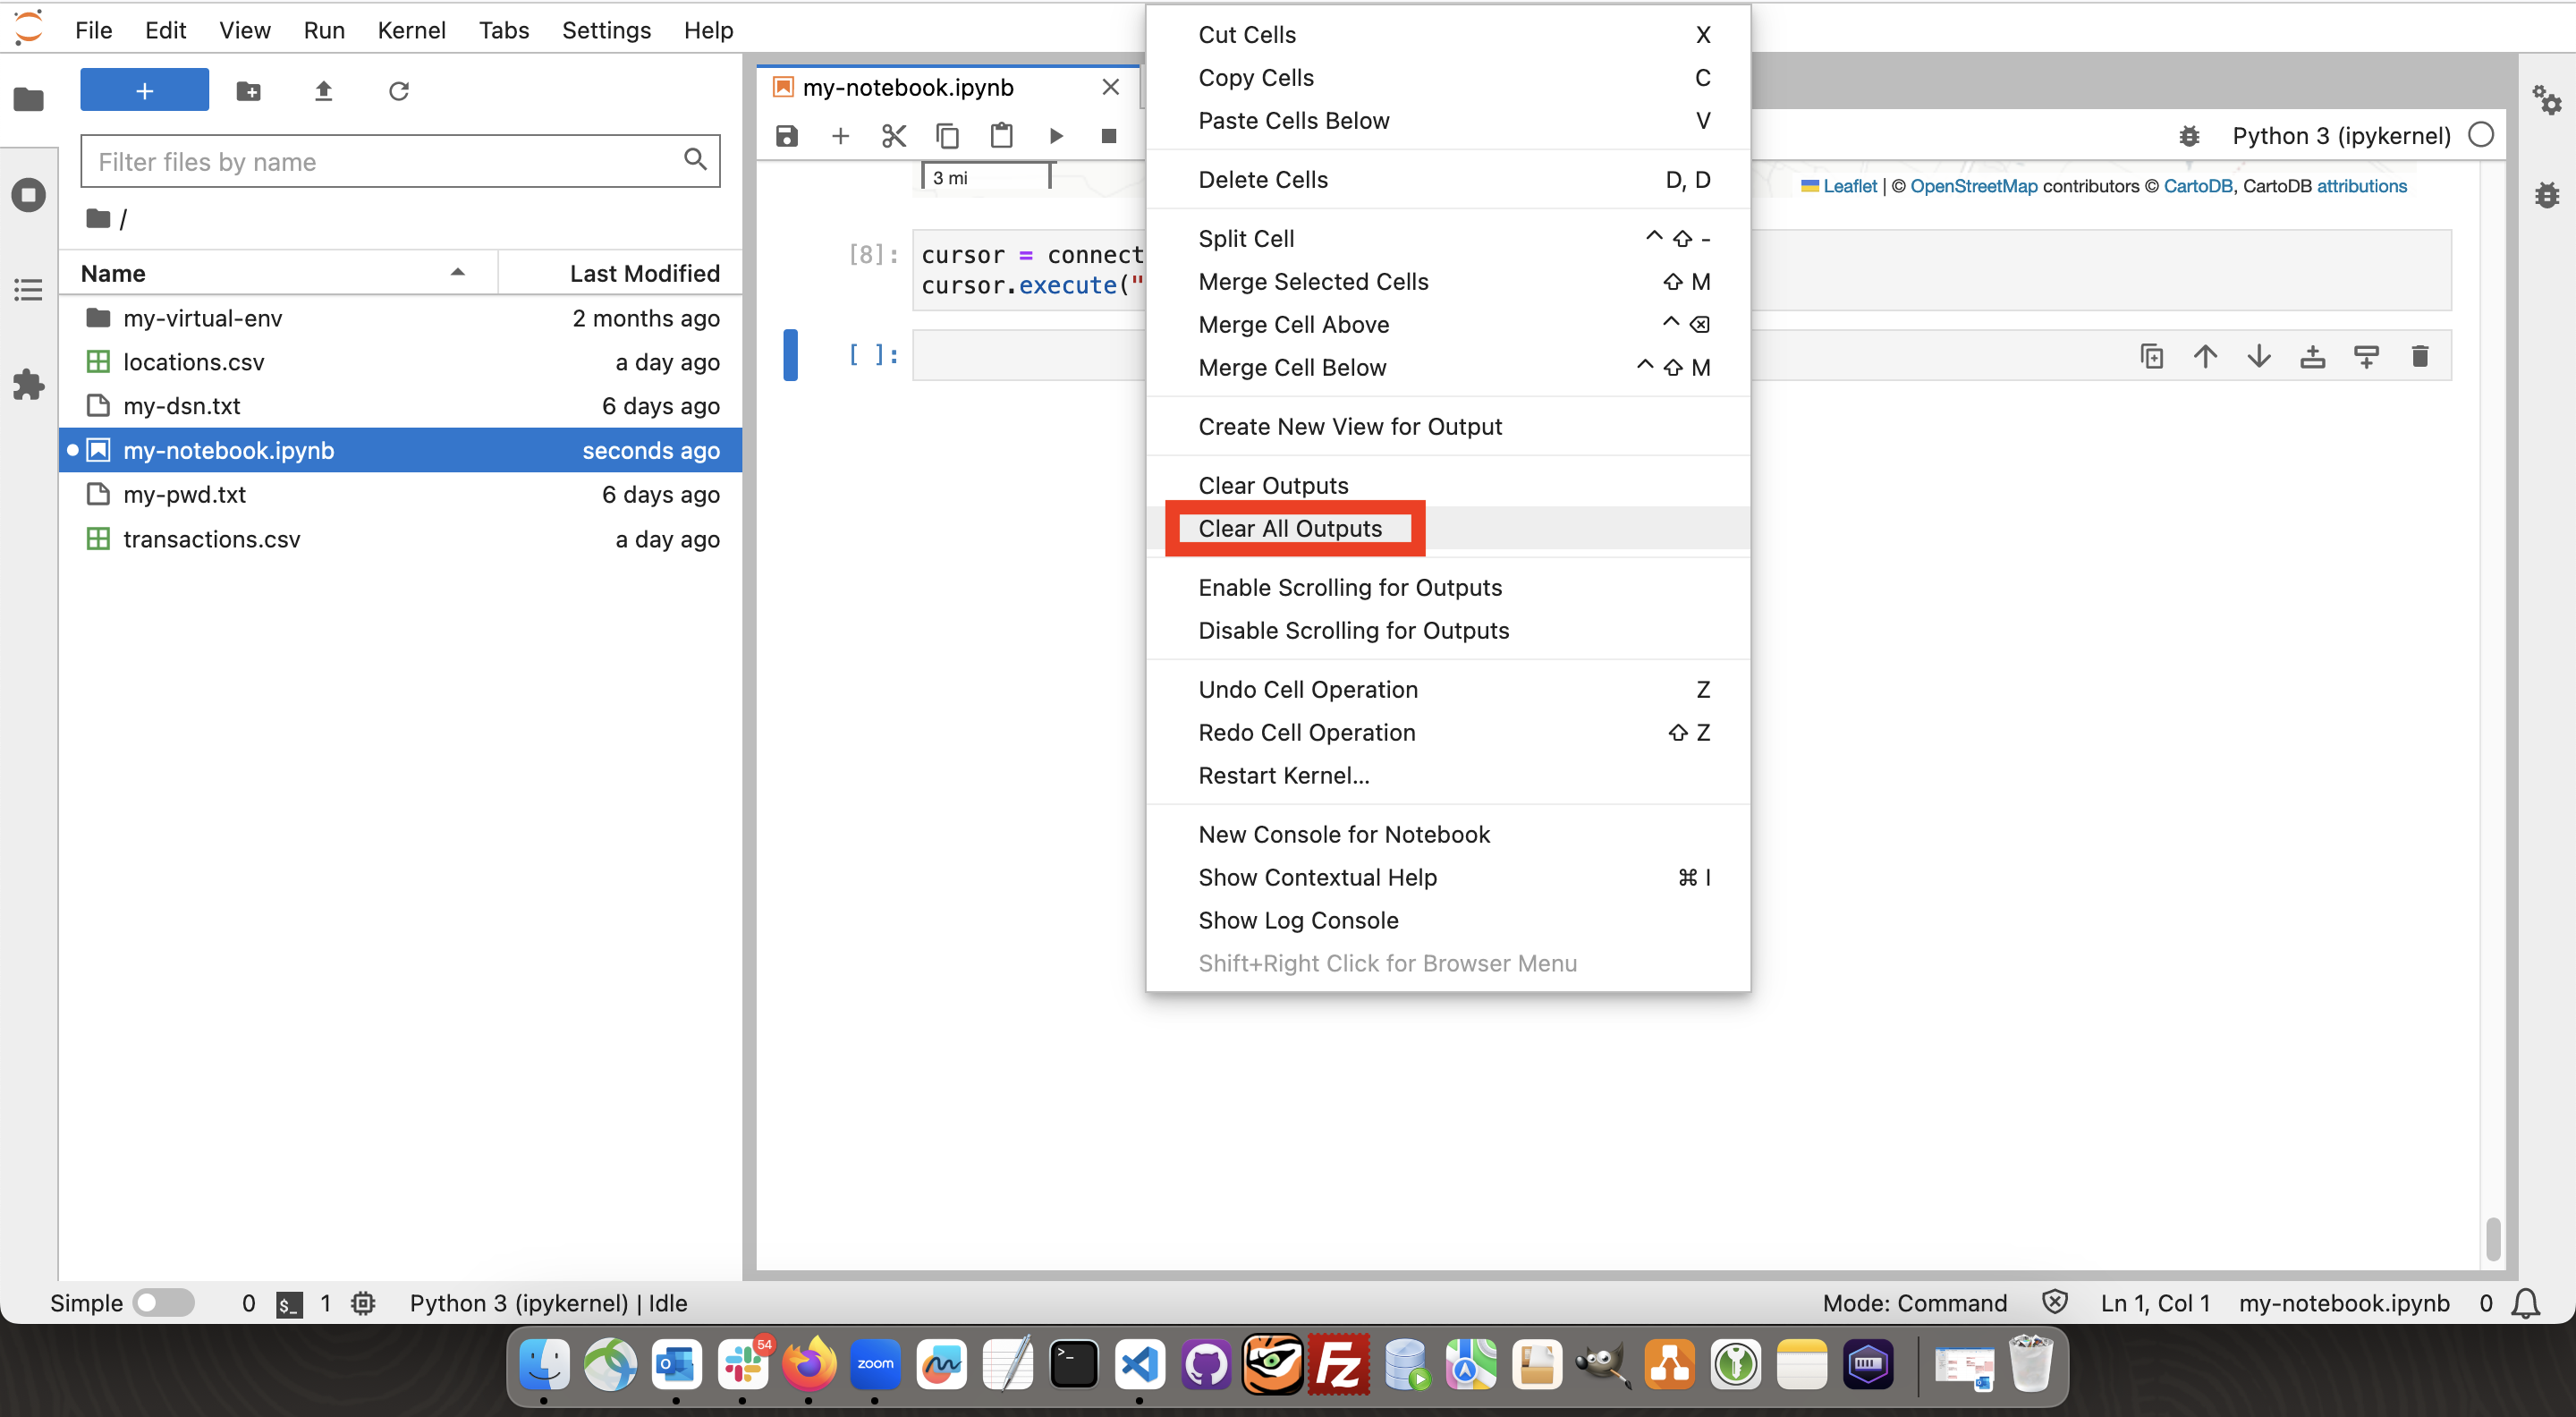 File Edit View Run Kernel Tabs Settings Help
+
Filter files by name
/
Name Last Modified
my-virtual-env 2 months ago
locations.csv a day ago
my-dsn.txt 6 days ago
my-notebook.ipynb seconds ago
my-pwd.txt 6 days ago
transactions.csv a day ago
my-notebook.ipynb
Python 3 (ipykernel)
3 mi
Leaflet | © OpenStreetMap contributors © CartoDB, CartoDB attributions
[8]: cursor = connect
cursor.execute("
[ ]:
Cut Cells X
Copy Cells C
Paste Cells Below V
Delete Cells D, D
Split Cell ^ ⇧ -
Merge Selected Cells ⇧ M
Merge Cell Above ^ ⌫
Merge Cell Below ^ ⇧ M
Create New View for Output
Clear Outputs
Clear All Outputs
Enable Scrolling for Outputs
Disable Scrolling for Outputs
Undo Cell Operation Z
Redo Cell Operation ⇧ Z
Restart Kernel...
New Console for Notebook
Show Contextual Help ⌘ I
Show Log Console
Shift+Right Click for Browser Menu
Simple 0 $_ 1 Python 3 (ipykernel) | Idle Mode: Command Ln 1, Col 1 my-notebook.ipynb 0
54
zoom
>_
Fz